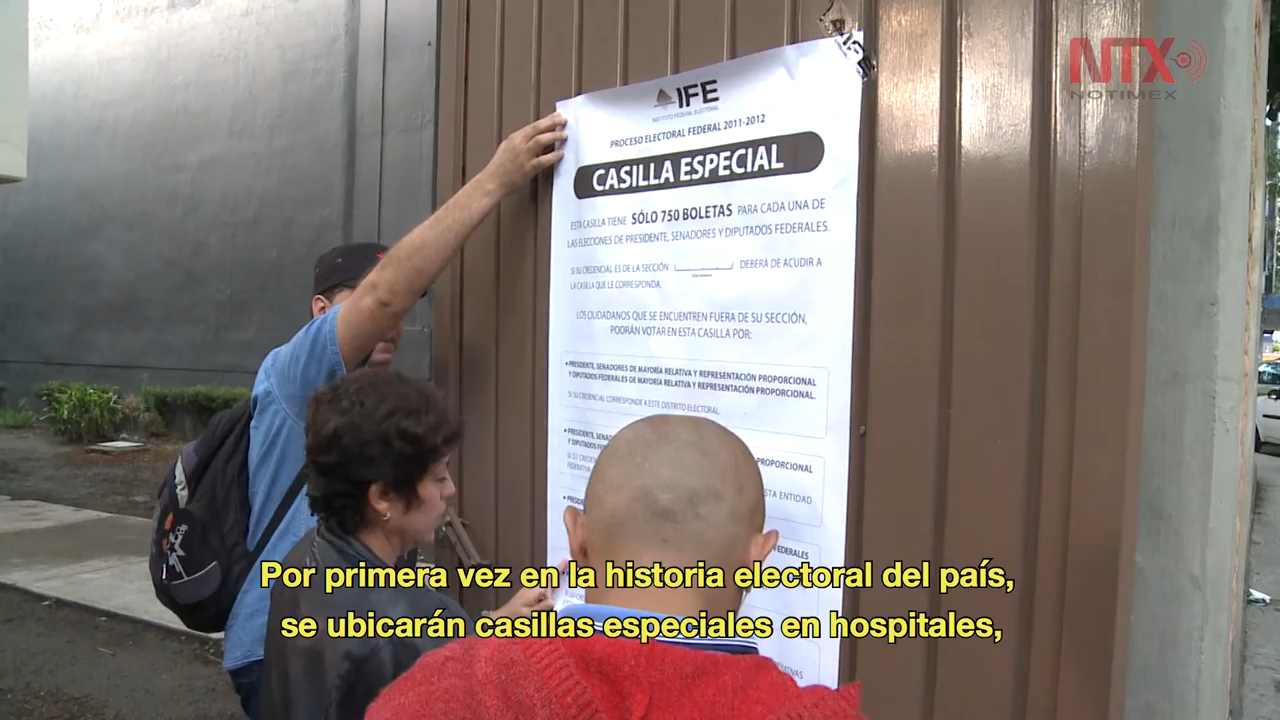 NTX
NOTIMEX
IFE
IFE
INSTITUTO FEDERAL ELECTORAL
PROCESO ELECTORAL FEDERAL 2011-2012
CASILLA ESPECIAL
ESTA CASILLA TIENE SÓLO 750 BOLETAS PARA CADA UNA DE
LAS ELECCIONES DE PRESIDENTE, SENADORES Y DIPUTADOS FEDERALES.
SI SU CREDENCIAL ES DE LA SECCIÓN DEBERÁ DE ACUDIR A
LA CASILLA QUE LE CORRESPONDA.
LOS CIUDADANOS QUE SE ENCUENTREN FUERA DE SU SECCIÓN,
PODRÁN VOTAR EN ESTA CASILLA POR:
• PRESIDENTE, SENADORES DE MAYORÍA RELATIVA Y REPRESENTACIÓN PROPORCIONAL
Y DIPUTADOS FEDERALES DE MAYORÍA RELATIVA Y REPRESENTACIÓN PROPORCIONAL.
SI SU CREDENCIAL CORRESPONDE A ESTE DISTRITO ELECTORAL.
PROPORCIONAL
ENTIDAD
FEDERALES
Por primera vez en la historia electoral del país,
se ubicarán casillas especiales en hospitales,